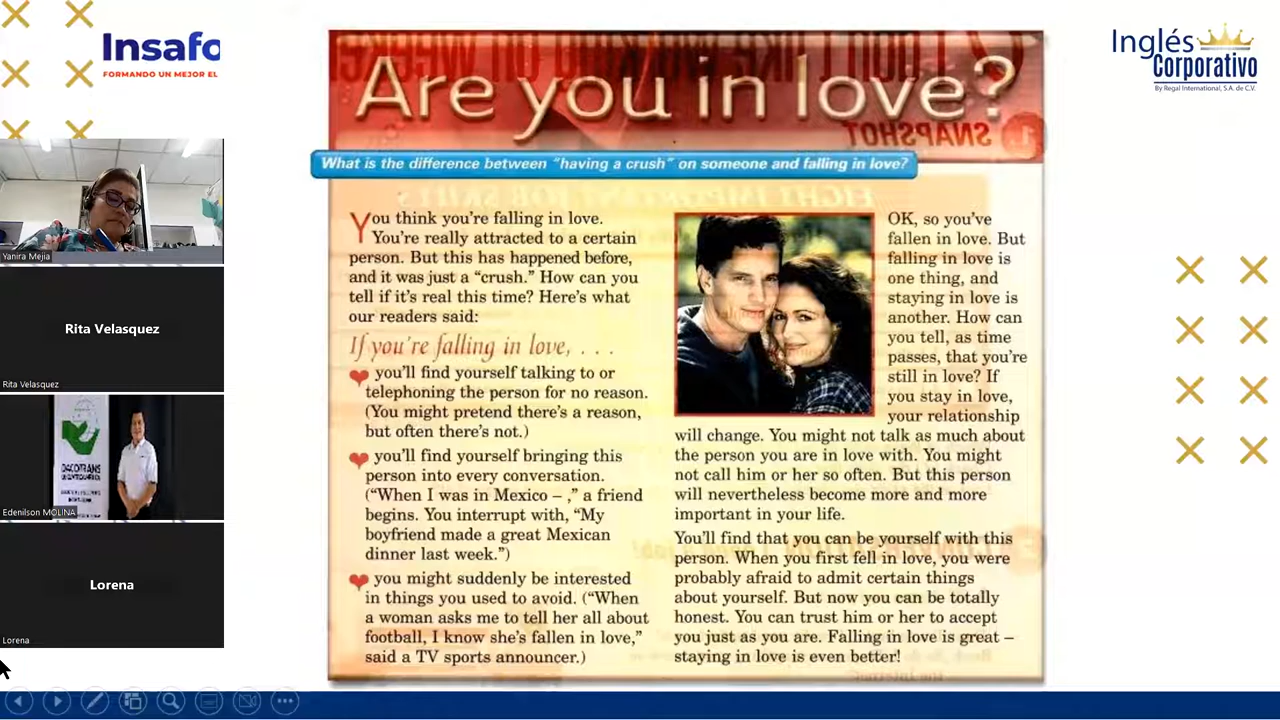 Insafo
FORMANDO UN MEJOR EL
Inglés
Corporativo
By Regal International, S.A. de C.V.
Are you in love?
What is the difference between "having a crush" on someone and falling in love?
You think you're falling in love.
You're really attracted to a certain
person. But this has happened before,
and it was just a "crush." How can you
tell if it's real this time? Here's what
our readers said:
If you're falling in love, . . .
you'll find yourself talking to or
telephoning the person for no reason.
(You might pretend there's a reason,
but often there's not.)
you'll find yourself bringing this
person into every conversation.
("When I was in Mexico – ," a friend
begins. You interrupt with, "My
boyfriend made a great Mexican
dinner last week.")
you might suddenly be interested
in things you used to avoid. ("When
a woman asks me to tell her all about
football, I know she's fallen in love,"
said a TV sports announcer.)
OK, so you've
fallen in love. But
falling in love is
one thing, and
staying in love is
another. How can
you tell, as time
passes, that you're
still in love? If
you stay in love,
your relationship
will change. You might not talk as much about
the person you are in love with. You might
not call him or her so often. But this person
will nevertheless become more and more
important in your life.
You'll find that you can be yourself with this
person. When you first fell in love, you were
probably afraid to admit certain things
about yourself. But now you can be totally
honest. You can trust him or her to accept
you just as you are. Falling in love is great –
staying in love is even better!
Yanira Mejia
Rita Velasquez
Rita Velasquez
Edenilson MOLINA
Lorena
Lorena